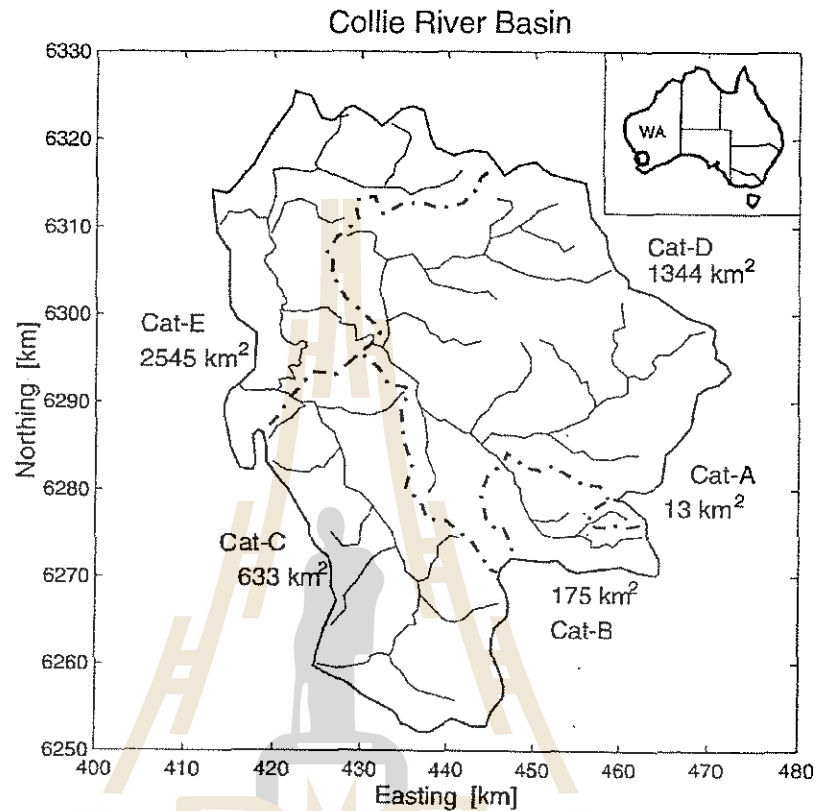 Collie River Basin
6330
6320
6310
6300
6290
6280
6270
6260
6250
Northing [km]
400
410
420
430
440
450
460
470
480
Easting [km]
WA
Cat-D
1344 km²
Cat-E
2545 km²
Cat-A
13 km²
Cat-C
633 km²
175 km²
Cat-B